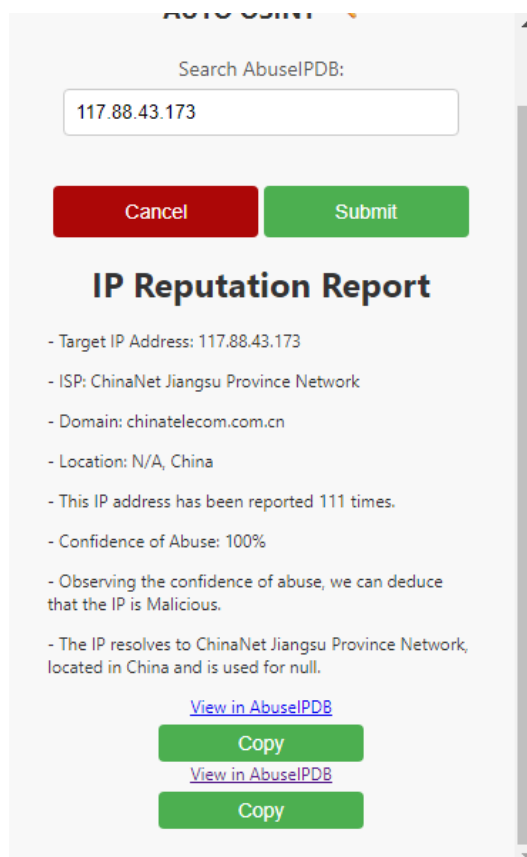 AUTO OSINT
Search AbuseIPDB:
117.88.43.173
Cancel
Submit
IP Reputation Report
- Target IP Address: 117.88.43.173
- ISP: ChinaNet Jiangsu Province Network
- Domain: chinatelecom.com.cn
- Location: N/A, China
- This IP address has been reported 111 times.
- Confidence of Abuse: 100%
- Observing the confidence of abuse, we can deduce
that the IP is Malicious.
- The IP resolves to ChinaNet Jiangsu Province Network,
located in China and is used for null.
View in AbuseIPDB
Copy
View in AbuseIPDB
Copy